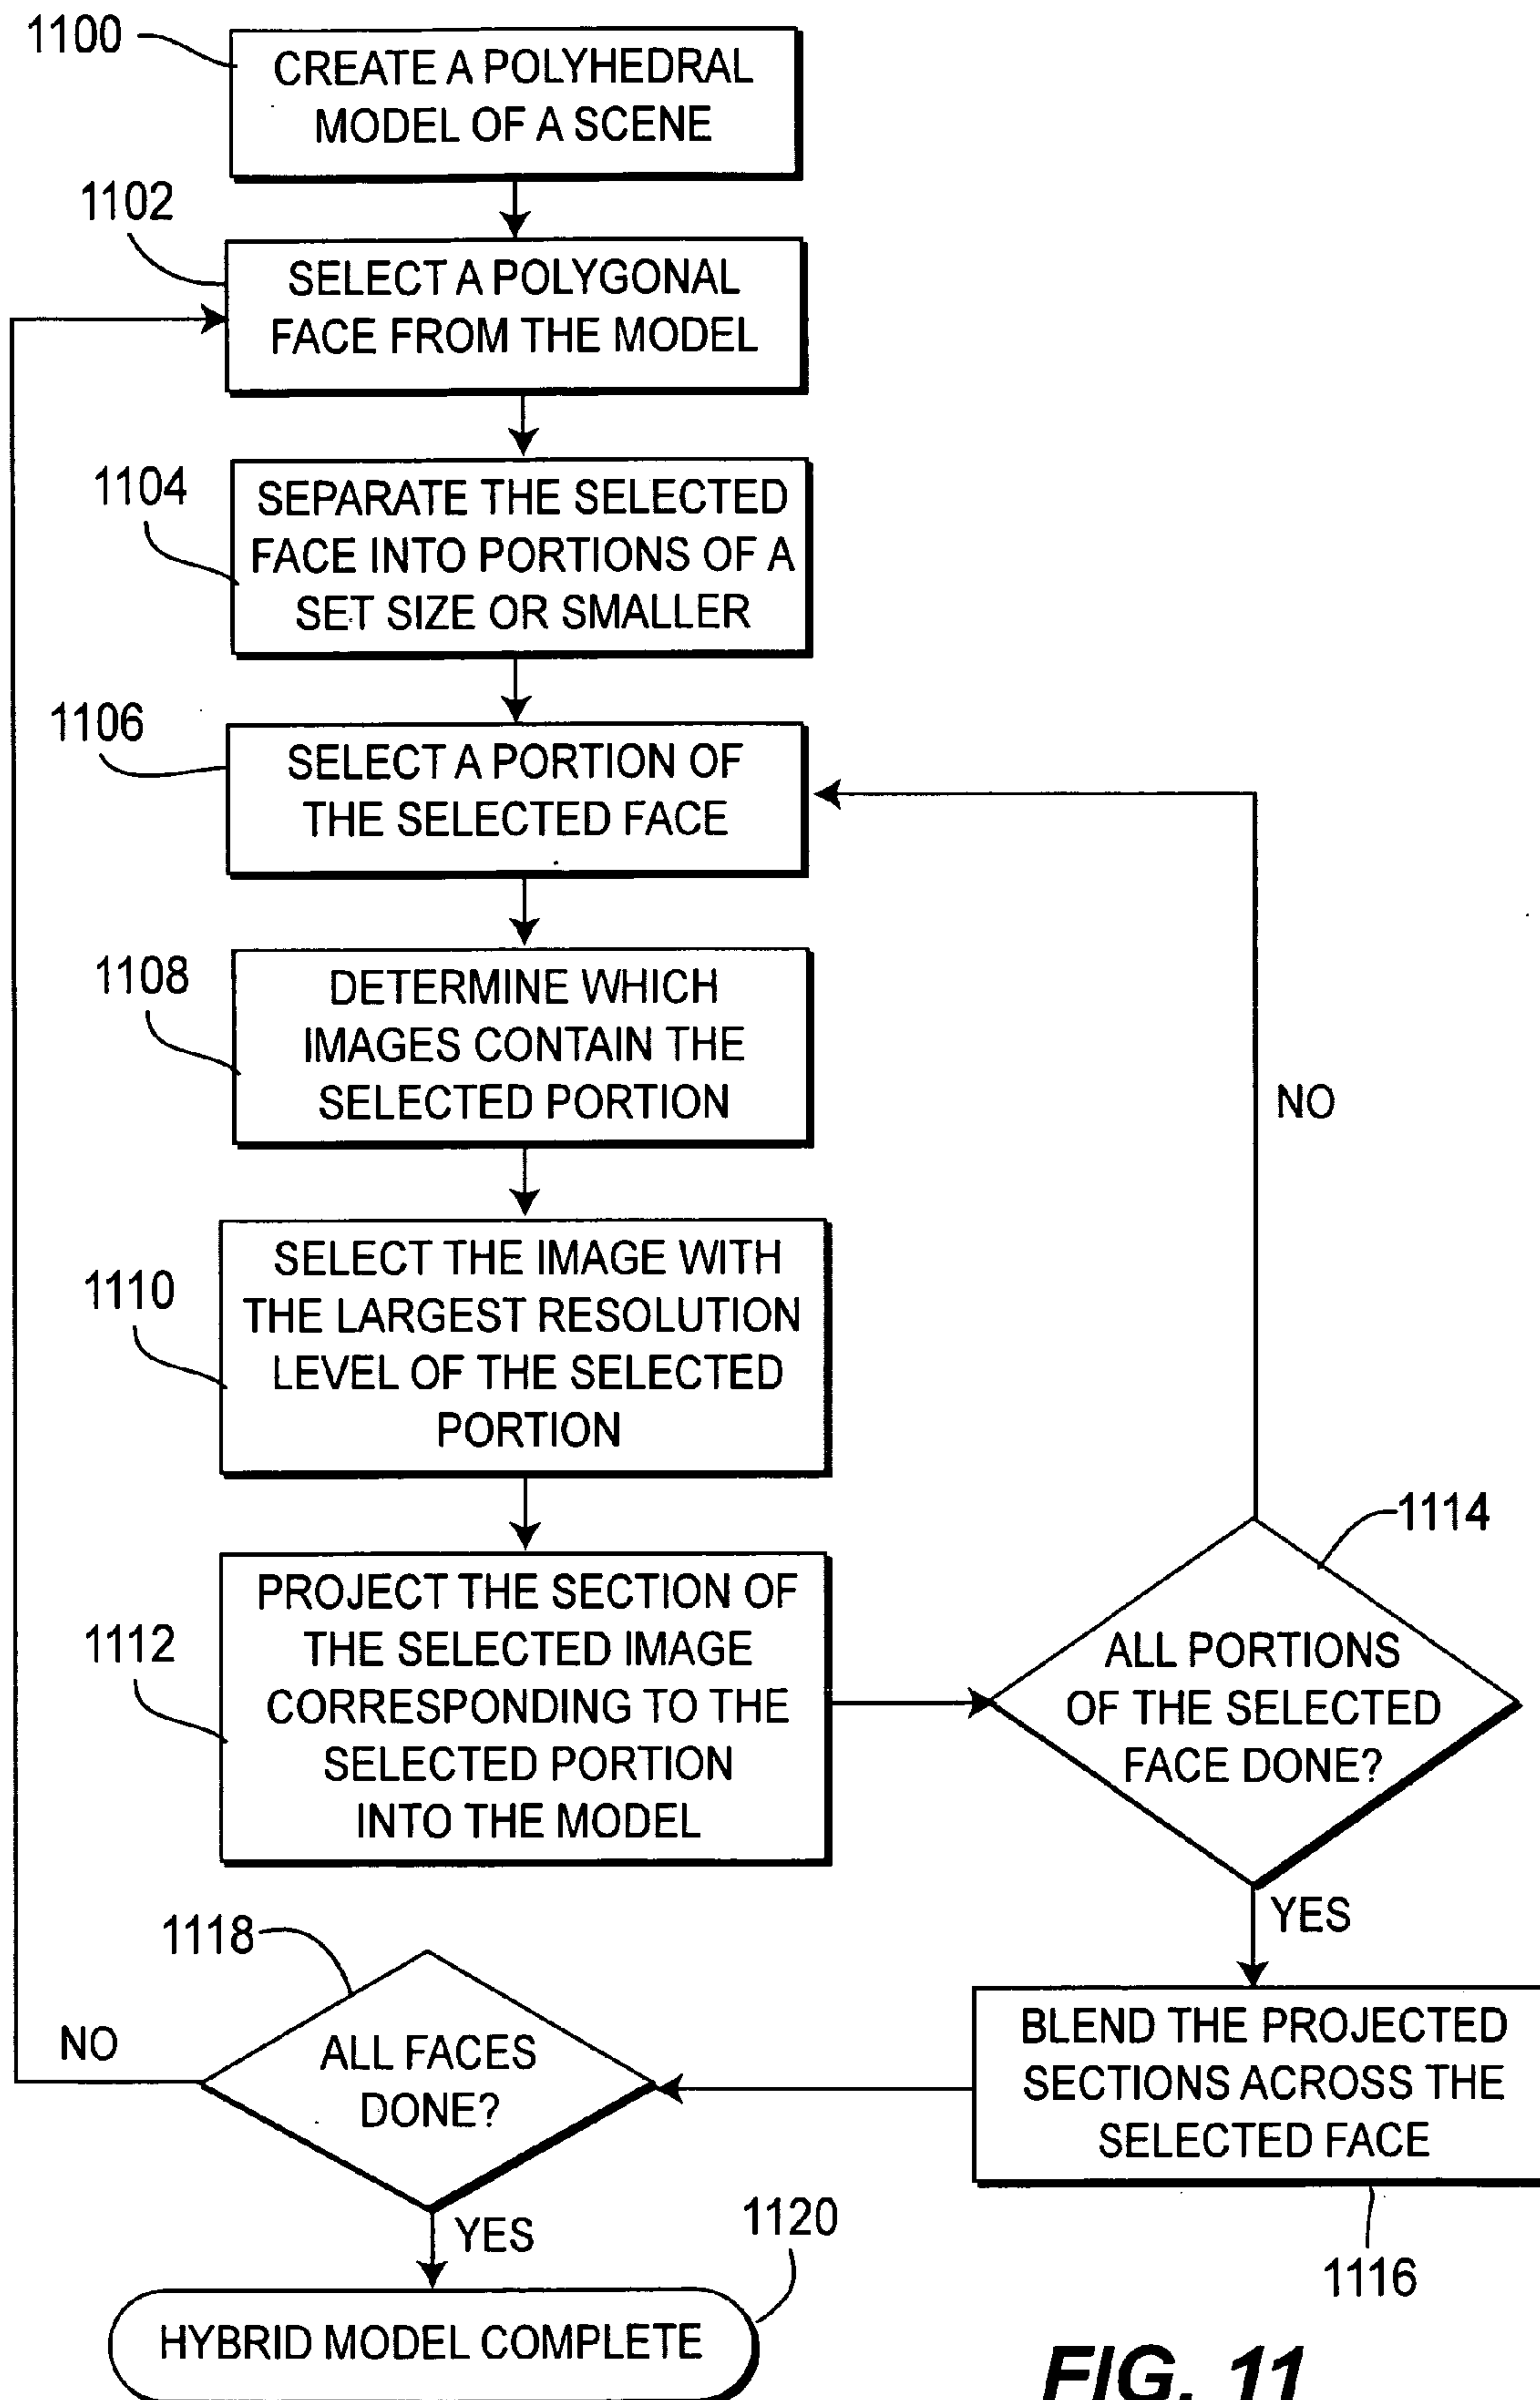 1100
CREATE A POLYHEDRAL
MODEL OF A SCENE
1102
SELECT A POLYGONAL
FACE FROM THE MODEL
1104
SEPARATE THE SELECTED
FACE INTO PORTIONS OF A
SET SIZE OR SMALLER
1106
SELECT A PORTION OF
THE SELECTED FACE
1108
DETERMINE WHICH
IMAGES CONTAIN THE
SELECTED PORTION
NO
1110
SELECT THE IMAGE WITH
THE LARGEST RESOLUTION
LEVEL OF THE SELECTED
PORTION
1112
PROJECT THE SECTION OF
THE SELECTED IMAGE
CORRESPONDING TO THE
SELECTED PORTION
INTO THE MODEL
1114
ALL PORTIONS
OF THE SELECTED
FACE DONE?
YES
BLEND THE PROJECTED
SECTIONS ACROSS THE
SELECTED FACE
1116
1118
ALL FACES
DONE?
NO
YES
1120
HYBRID MODEL COMPLETE
FIG. 11